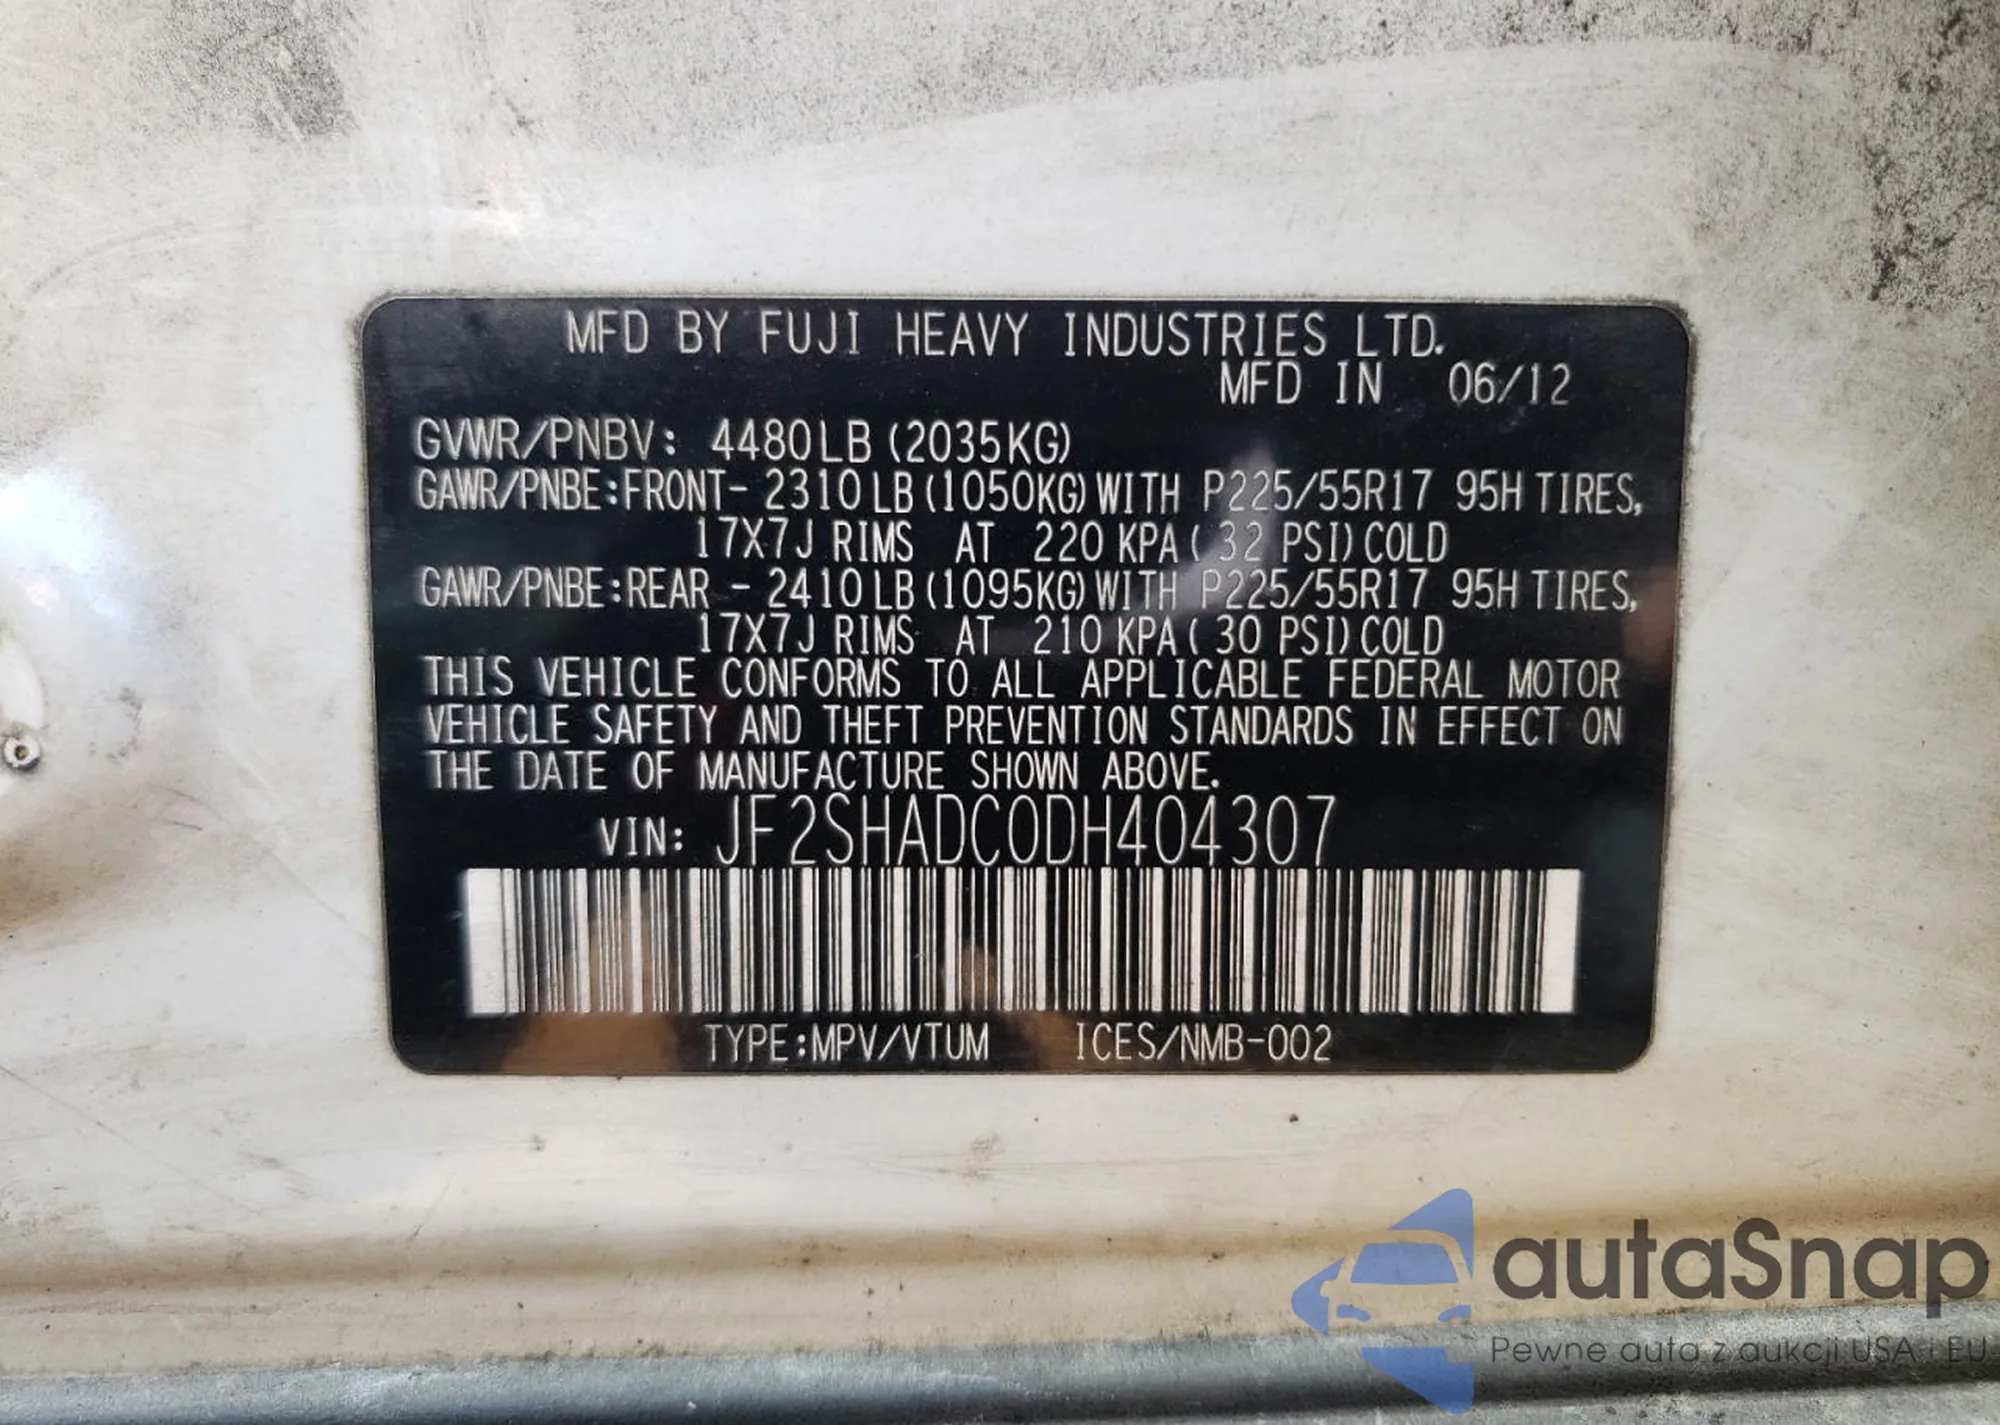 MFD BY FUJI HEAVY INDUSTRIES LTD.
MFD IN 06/12
GVWR/PNBV: 4480LB (2035KG)
GAWR/PNBE:FRONT- 2310LB (1050KG) WITH P225/55R17 95H TIRES,
17X7J RIMS AT 220 KPA( 32 PSI) COLD
GAWR/PNBE:REAR - 2410LB (1095KG) WITH P225/55R17 95H TIRES,
17X7J RIMS AT 210 KPA( 30 PSI) COLD
THIS VEHICLE CONFORMS TO ALL APPLICABLE FEDERAL MOTOR
VEHICLE SAFETY AND THEFT PREVENTION STANDARDS IN EFFECT ON
THE DATE OF MANUFACTURE SHOWN ABOVE.
VIN: JF2SHADC0DH404307
TYPE:MPV/VTUM ICES/NMB-002
autaSnap
Pewne auta z aukcji USA i EU